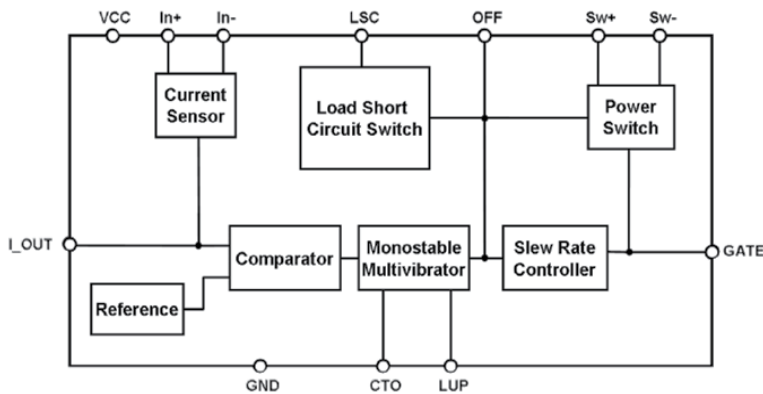 VCC In+ In- LSC OFF Sw+ Sw-
Current
Sensor
Load Short
Circuit Switch
Power
Switch
I_OUT
Comparator
Monostable
Multivibrator
Slew Rate
Controller
GATE
Reference
GND CTO LUP